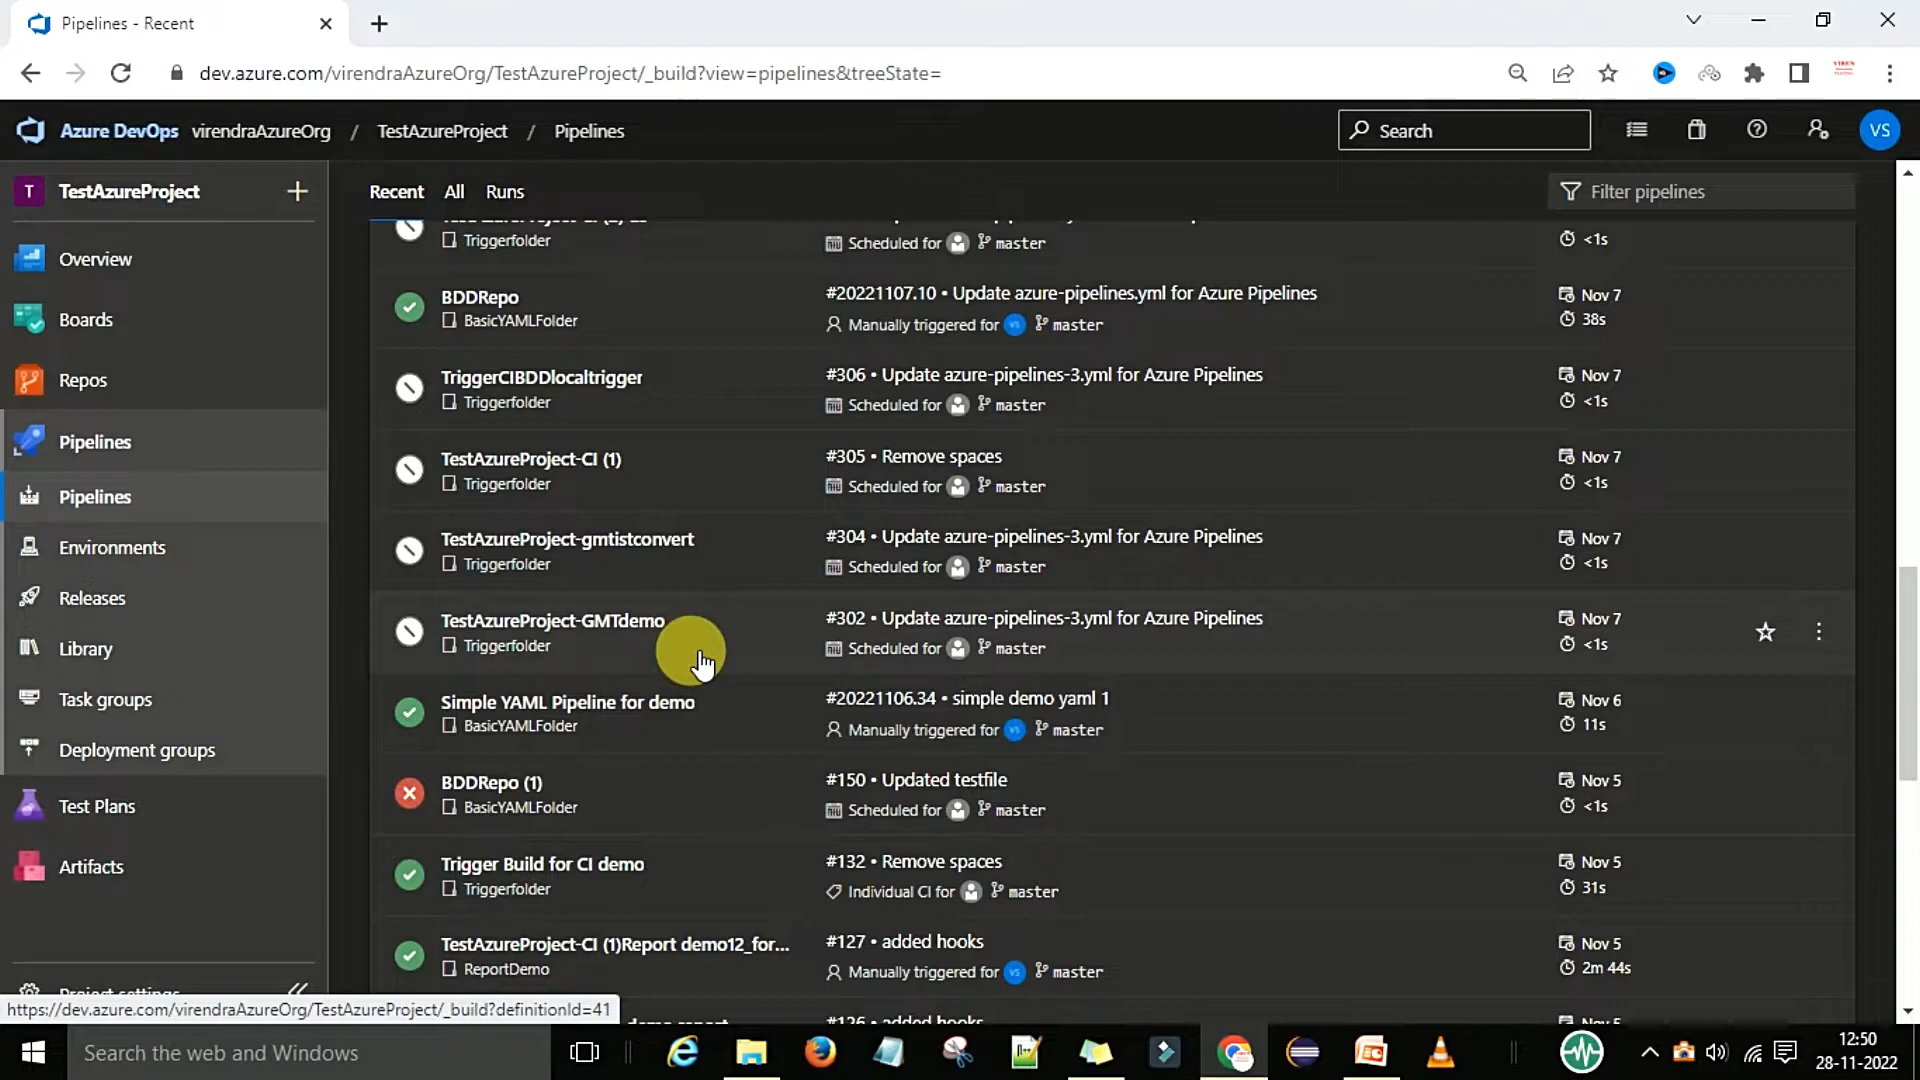 Pipelines - Recent
dev.azure.com/virendraAzureOrg/TestAzureProject/_build?view=pipelines&treeState=
Azure DevOps virendraAzureOrg / TestAzureProject / Pipelines
Search
VS
T TestAzureProject
Recent All Runs
Filter pipelines
Overview
Boards
Repos
Pipelines
Pipelines
Environments
Releases
Library
Task groups
Deployment groups
Test Plans
Artifacts
Triggerfolder
Scheduled for master
<1s
BDDRepo
BasicYAMLFolder
#20221107.10 • Update azure-pipelines.yml for Azure Pipelines
Manually triggered for VS master
Nov 7
38s
TriggerCIBDDlocaltrigger
Triggerfolder
#306 • Update azure-pipelines-3.yml for Azure Pipelines
Scheduled for master
Nov 7
<1s
TestAzureProject-CI (1)
Triggerfolder
#305 • Remove spaces
Scheduled for master
Nov 7
<1s
TestAzureProject-gmtistconvert
Triggerfolder
#304 • Update azure-pipelines-3.yml for Azure Pipelines
Scheduled for master
Nov 7
<1s
TestAzureProject-GMTdemo
Triggerfolder
#302 • Update azure-pipelines-3.yml for Azure Pipelines
Scheduled for master
Nov 7
<1s
Simple YAML Pipeline for demo
BasicYAMLFolder
#20221106.34 • simple demo yaml 1
Manually triggered for VS master
Nov 6
11s
BDDRepo (1)
BasicYAMLFolder
#150 • Updated testfile
Scheduled for master
Nov 5
<1s
Trigger Build for CI demo
Triggerfolder
#132 • Remove spaces
Individual CI for master
Nov 5
31s
TestAzureProject-CI (1)Report demo12_for...
ReportDemo
#127 • added hooks
Manually triggered for VS master
Nov 5
2m 44s
#126 • added hooks
Nov 5
Project settings
https://dev.azure.com/virendraAzureOrg/TestAzureProject/_build?definitionId=41
Search the web and Windows
12:50
28-11-2022